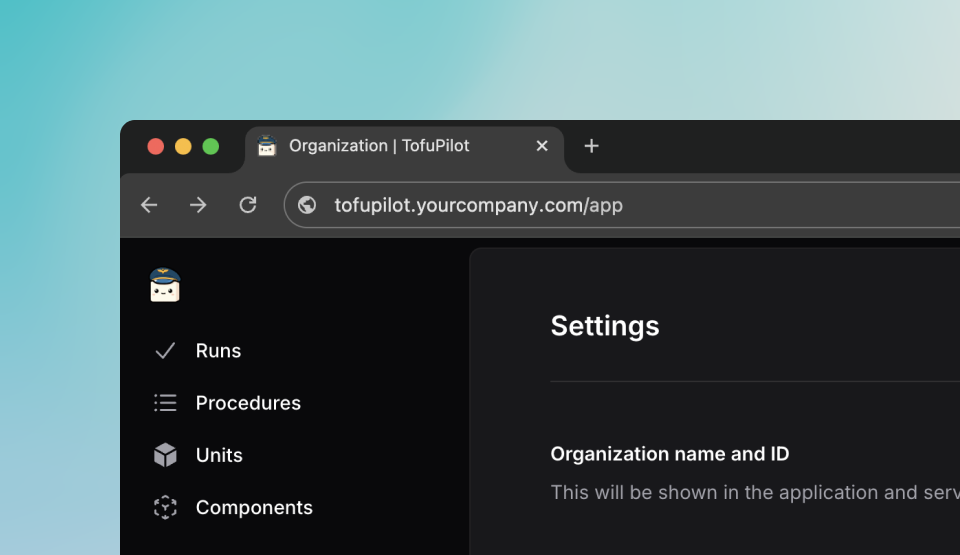 Organization | TofuPilot
tofupilot.yourcompany.com/app
Runs
Procedures
Units
Components
Settings
Organization name and ID
This will be shown in the application and serv